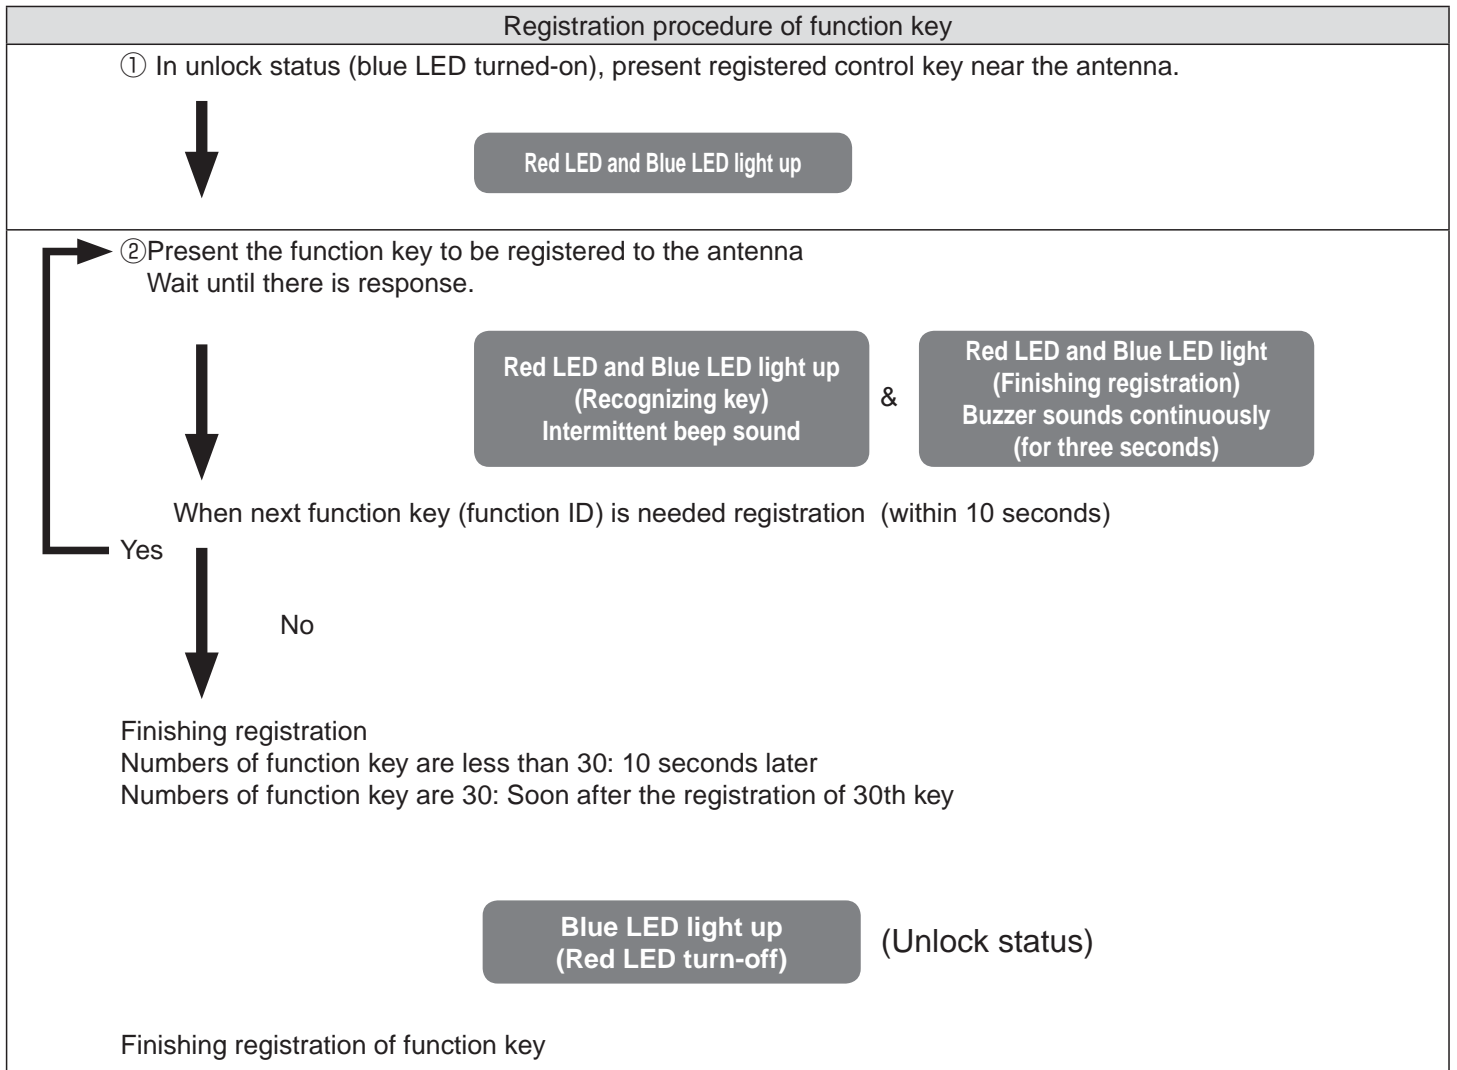 Registration procedure of function key
① In unlock status (blue LED turned-on), present registered control key near the antenna.
Red LED and Blue LED light up
②Present the function key to be registered to the antenna
Wait until there is response.
Red LED and Blue LED light up
(Recognizing key)
Intermittent beep sound
&
Red LED and Blue LED light
(Finishing registration)
Buzzer sounds continuously
(for three seconds)
When next function key (function ID) is needed registration (within 10 seconds)
Yes
No
Finishing registration
Numbers of function key are less than 30: 10 seconds later
Numbers of function key are 30: Soon after the registration of 30th key
Blue LED light up
(Red LED turn-off)
(Unlock status)
Finishing registration of function key